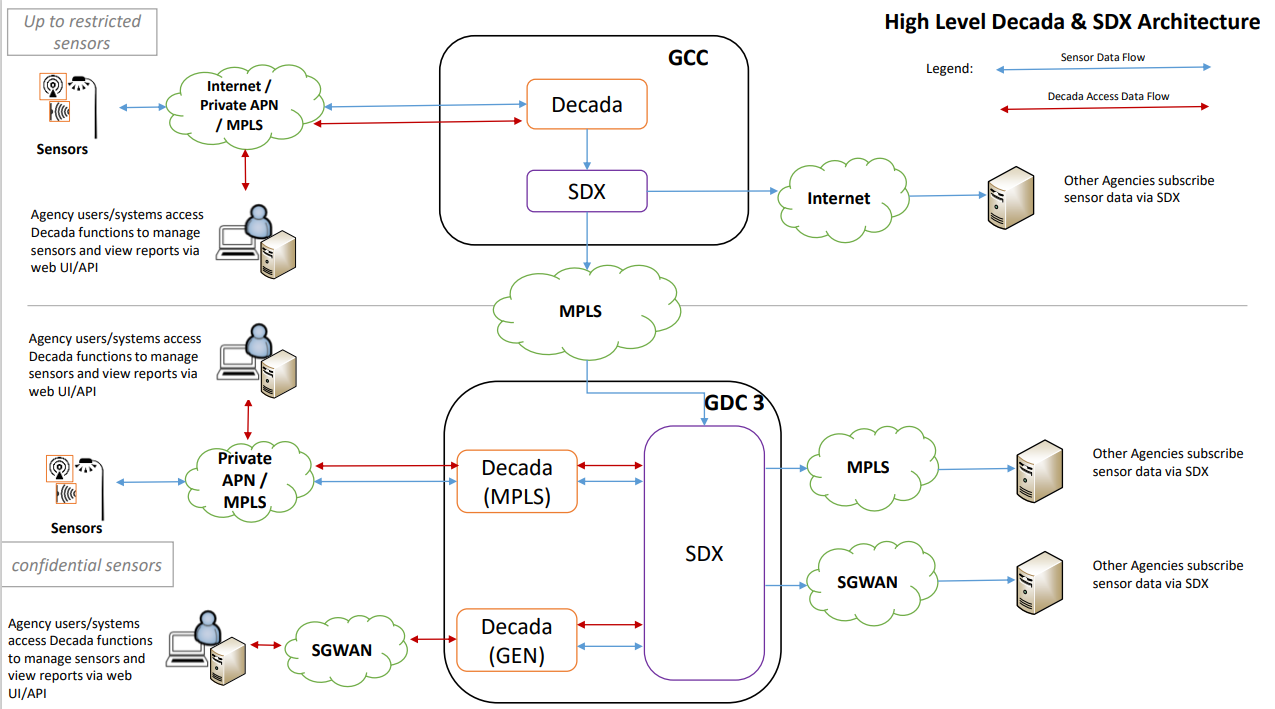 Up to restricted
sensors
High Level Decada & SDX Architecture
GCC
Legend:
Sensor Data Flow
Decada Access Data Flow
Internet /
Private APN
/ MPLS
Decada
Sensors
SDX
Internet
Other Agencies subscribe
sensor data via SDX
Agency users/systems access
Decada functions to manage
sensors and view reports via
web UI/API
MPLS
Agency users/systems access
Decada functions to manage
sensors and view reports via
web UI/API
GDC 3
Private
APN /
MPLS
Decada
(MPLS)
Sensors
SDX
MPLS
Other Agencies subscribe
sensor data via SDX
confidential sensors
SGWAN
Other Agencies subscribe
sensor data via SDX
Agency users/systems
access Decada functions
to manage sensors and
view reports via web
UI/API
SGWAN
Decada
(GEN)